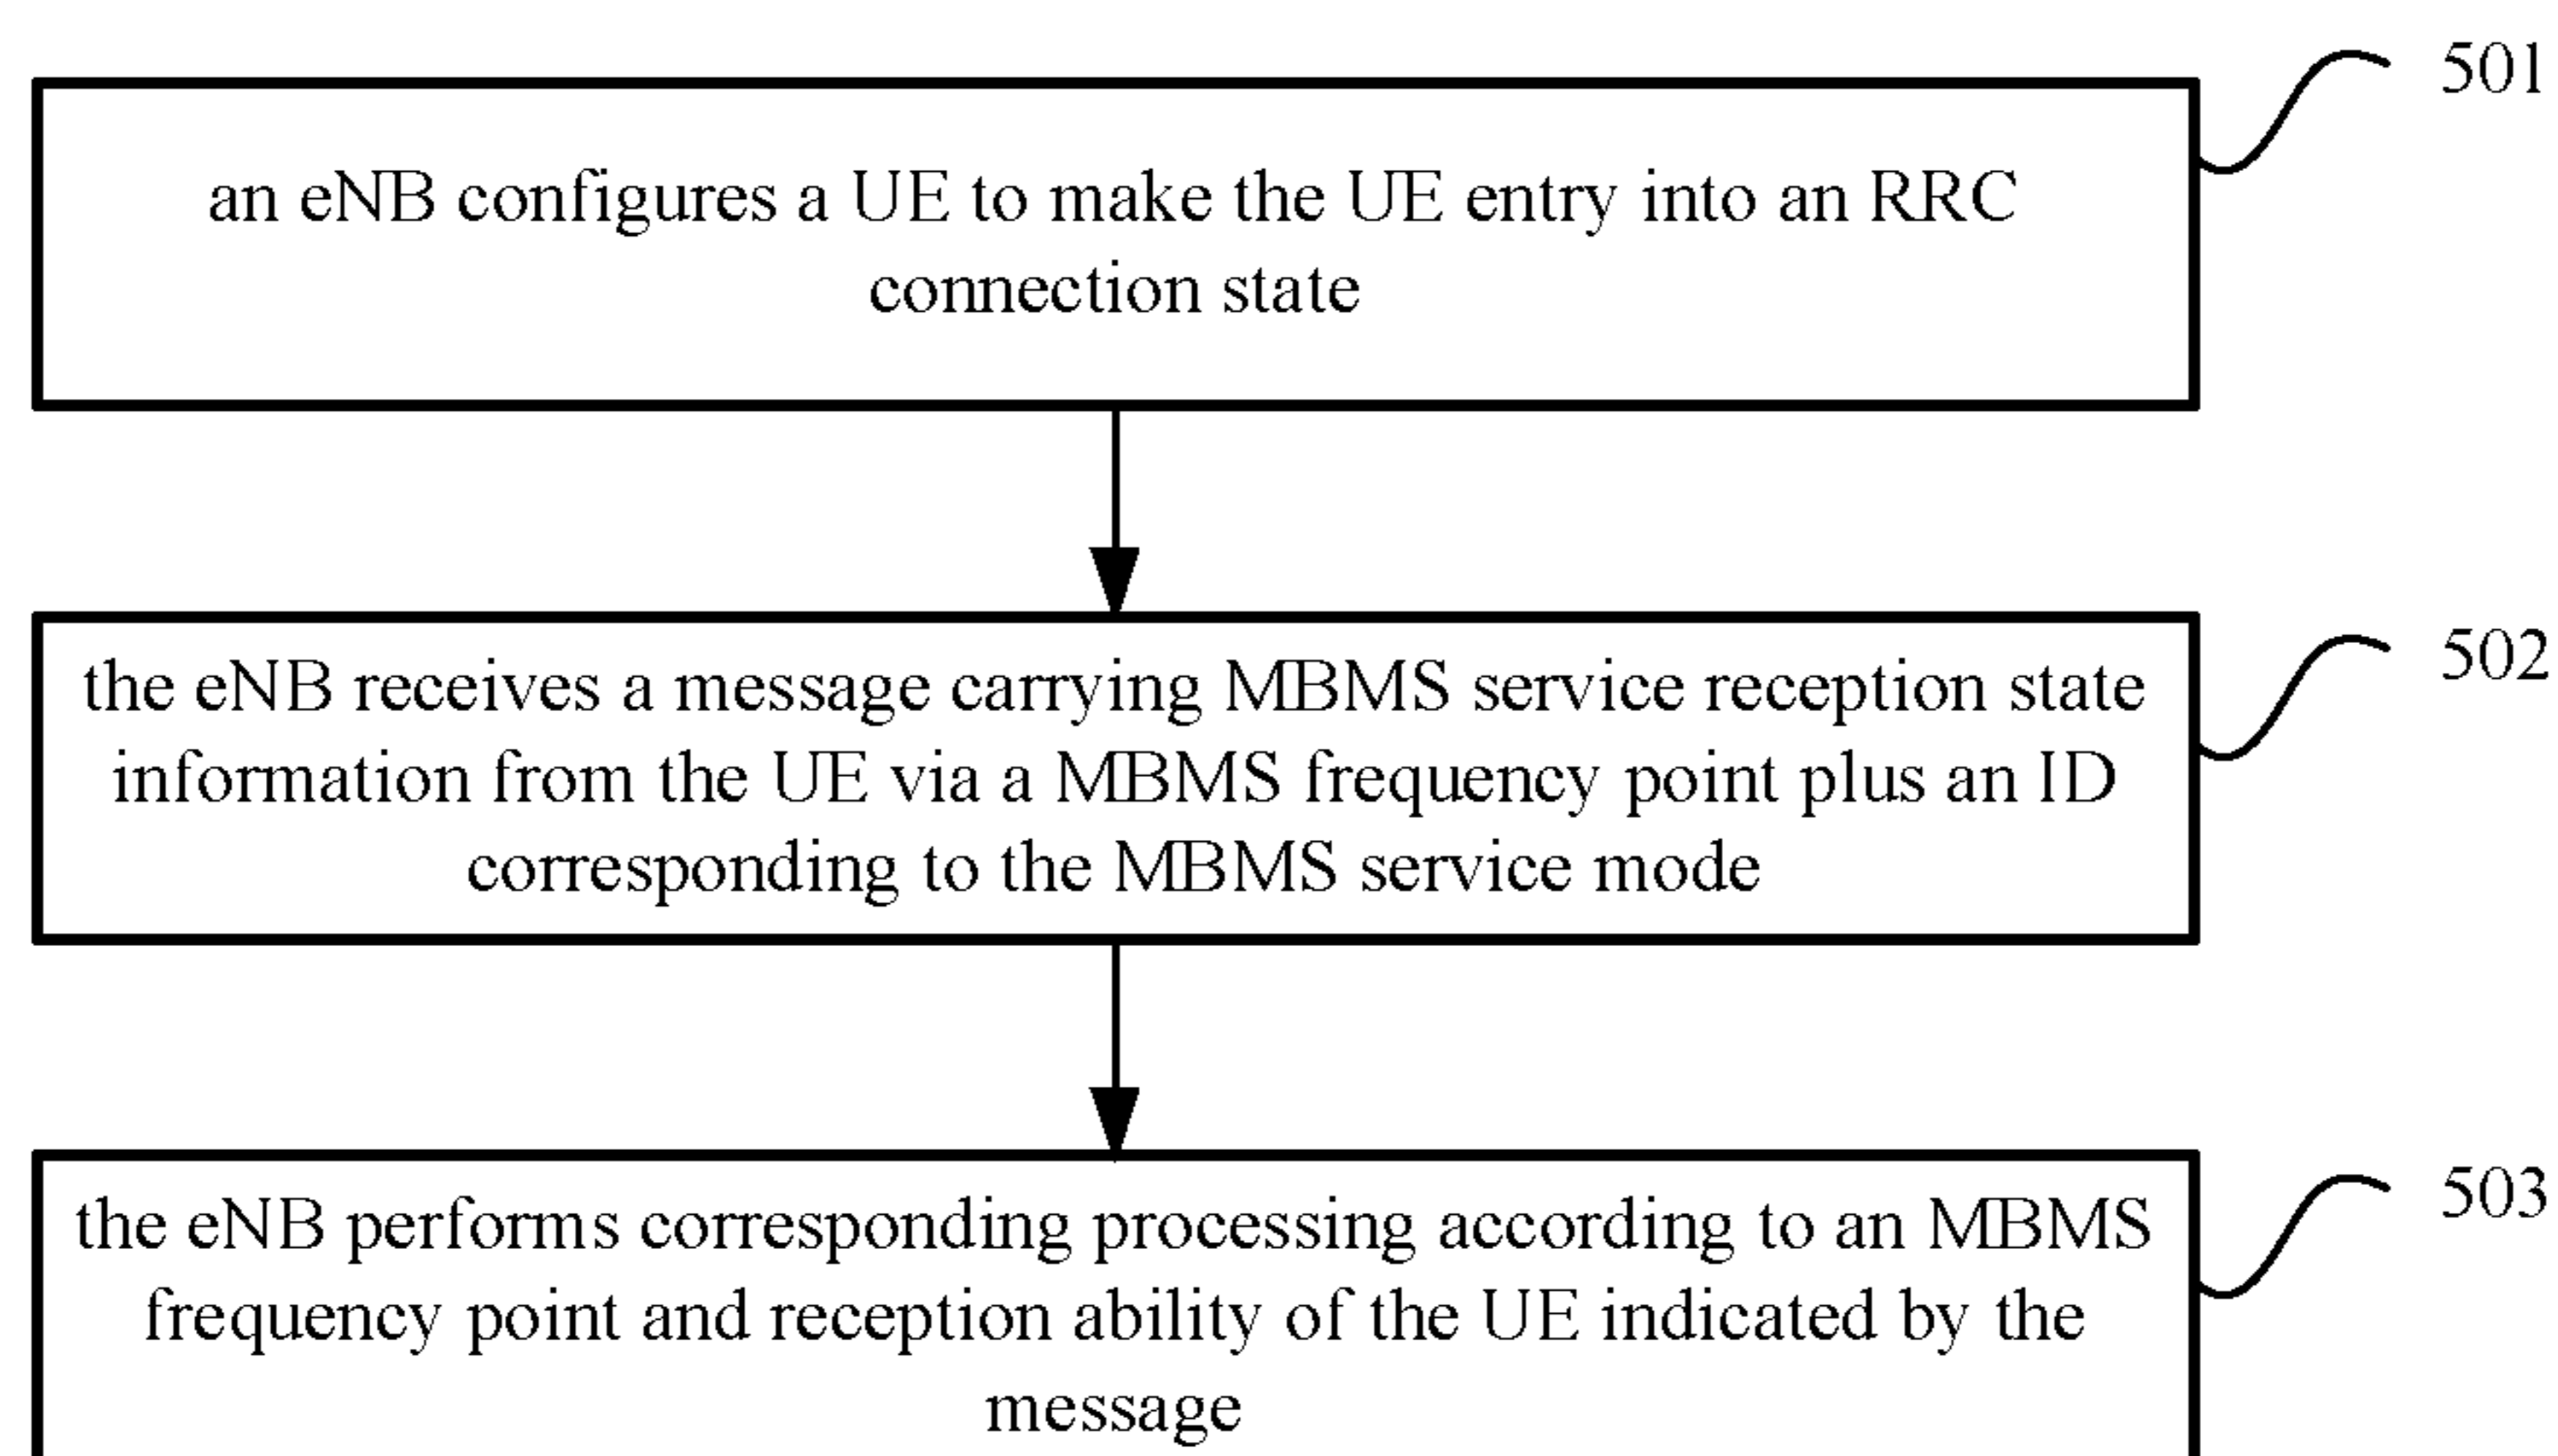 501
an eNB configures a UE to make the UE entry into an RRC
connection state
502
the eNB receives a message carrying MBMS service reception state
information from the UE via a MBMS frequency point plus an ID
corresponding to the MBMS service mode
503
the eNB performs corresponding processing according to an MBMS
frequency point and reception ability of the UE indicated by the
message